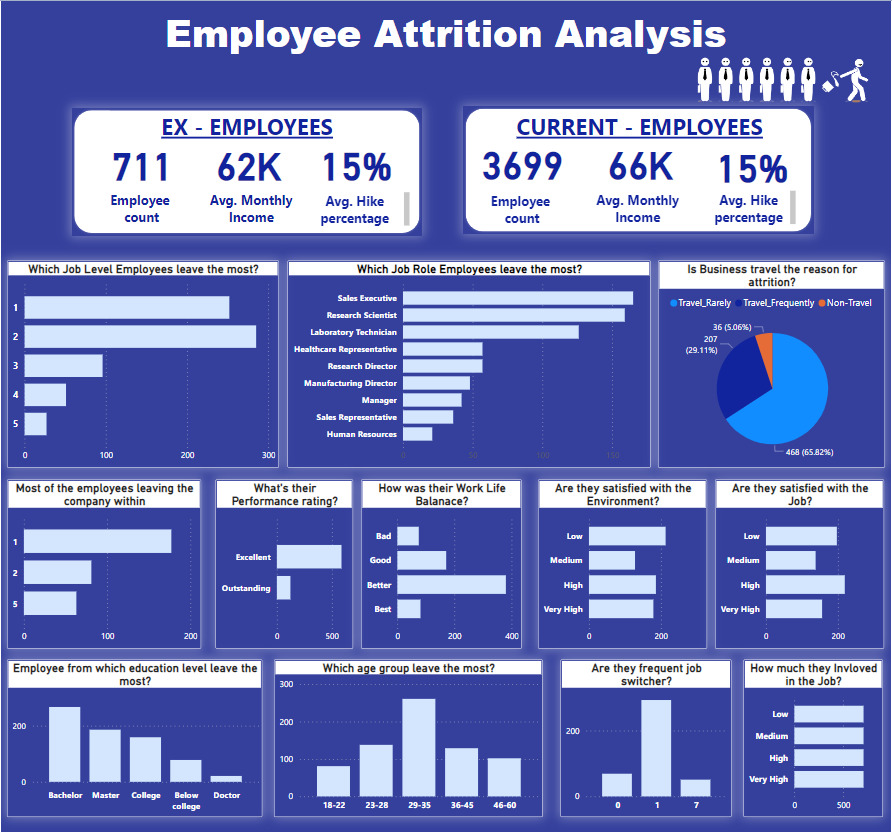 Employee Attrition Analysis
EX - EMPLOYEES
711 62K 15%
Employee Avg. Monthly Avg. Hike
count Income percentage
CURRENT - EMPLOYEES
3699 66K 15%
Employee Avg. Monthly Avg. Hike
count Income percentage
Which Job Level Employees leave the most?
1
2
3
4
5
0 100 200 300
Which Job Role Employees leave the most?
Sales Executive
Research Scientist
Laboratory Technician
Healthcare Representative
Research Director
Manufacturing Director
Manager
Sales Representative
Human Resources
0 50 100 150
Is Business travel the reason for
attrition?
Travel_Rarely Travel_Frequently Non-Travel
36 (5.06%)
207
(29.11%)
468 (65.82%)
Most of the employees leaving the
company within
1
2
5
0 100 200
What's their
Performance rating?
Excellent
Outstanding
0 500
How was their Work Life
Balanace?
Bad
Good
Better
Best
0 200 400
Are they satisfied with the
Environment?
Low
Medium
High
Very High
0 200
Are they satisfied with the
Job?
Low
Medium
High
Very High
0 200
Employee from which education level leave the
most?
200
0
Bachelor Master College Below Doctor
college
Which age group leave the most?
300
200
100
0
18-22 23-28 29-35 36-45 46-60
Are they frequent job
switcher?
200
0
0 1 7
How much they Invloved
in the Job?
Low
Medium
High
Very High
0 500